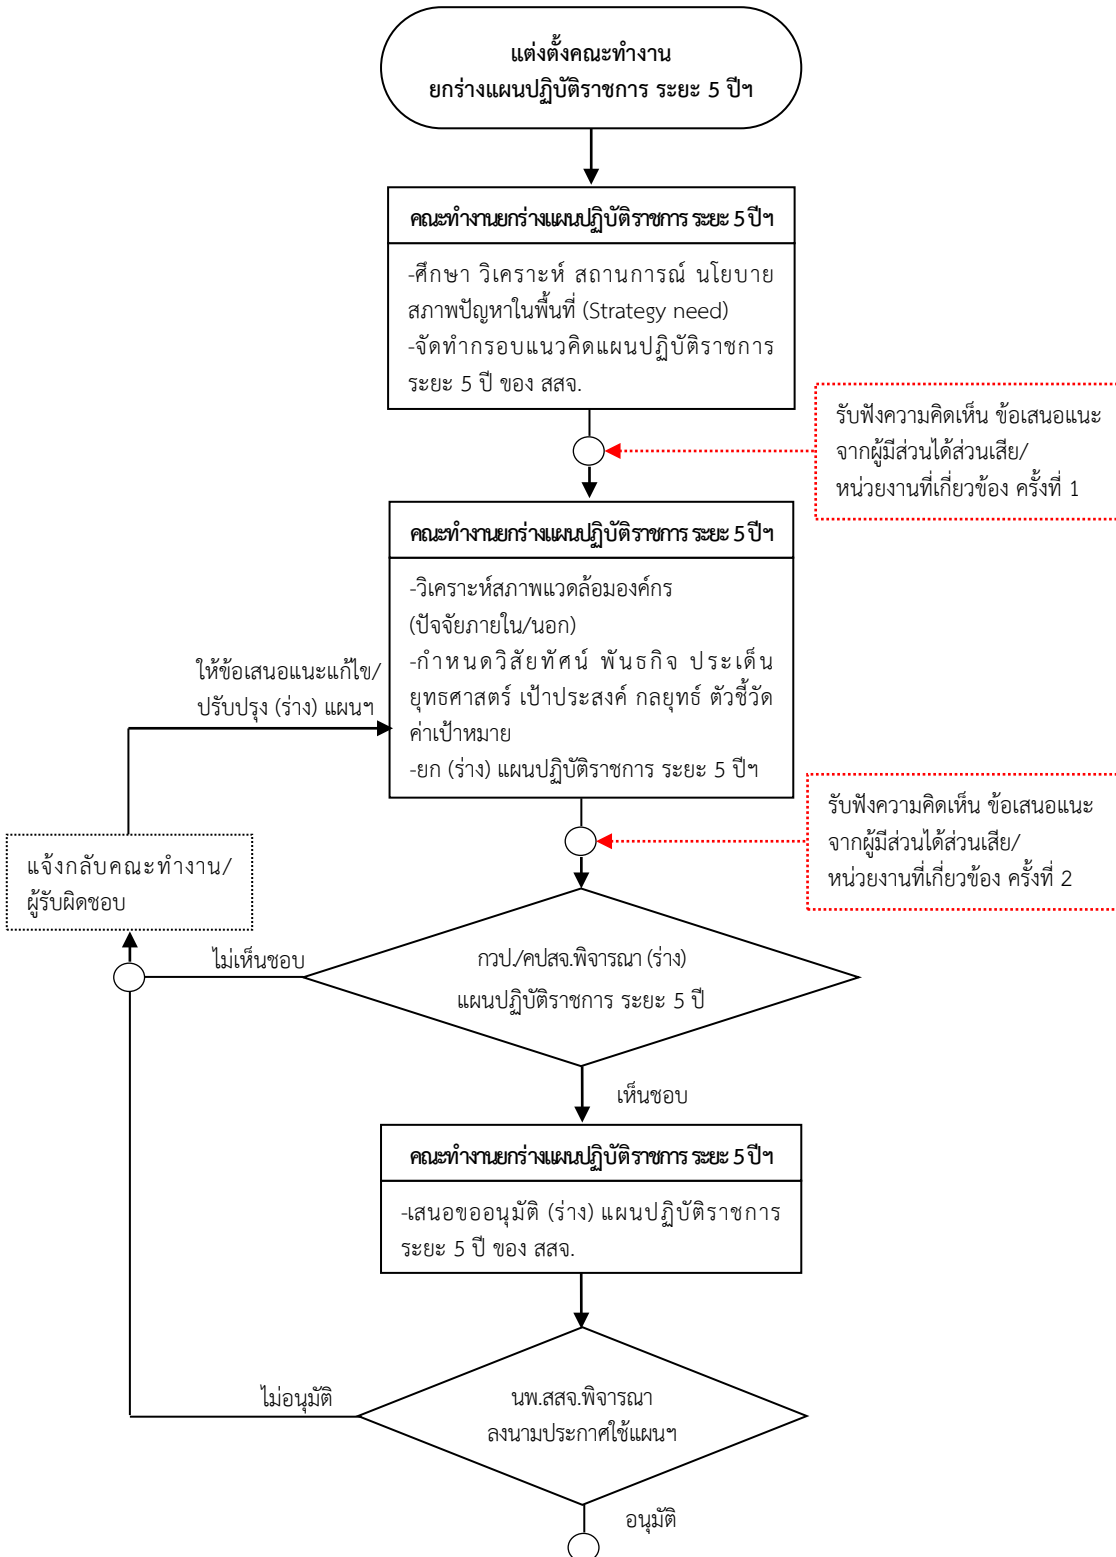 แต่งตั้งคณะทำงาน
ยกร่างแผนปฏิบัติราชการ ระยะ 5 ปีฯ
คณะทำงานยกร่างแผนปฏิบัติราชการ ระยะ 5 ปีฯ
-ศึกษา วิเคราะห์ สถานการณ์ นโยบาย
สภาพปัญหาในพื้นที่ (Strategy need)
-จัดทำกรอบแนวคิดแผนปฏิบัติราชการ
ระยะ 5 ปี ของ สสจ.
รับฟังความคิดเห็น ข้อเสนอแนะ
จากผู้มีส่วนได้ส่วนเสีย/
หน่วยงานที่เกี่ยวข้อง ครั้งที่ 1
คณะทำงานยกร่างแผนปฏิบัติราชการ ระยะ 5 ปีฯ
-วิเคราะห์สภาพแวดล้อมองค์กร
(ปัจจัยภายใน/นอก)
-กำหนดวิสัยทัศน์ พันธกิจ ประเด็น
ยุทธศาสตร์ เป้าประสงค์ กลยุทธ์ ตัวชี้วัด
ค่าเป้าหมาย
-ยก (ร่าง) แผนปฏิบัติราชการ ระยะ 5 ปีฯ
ให้ข้อเสนอแนะแก้ไข/
ปรับปรุง (ร่าง) แผนฯ
รับฟังความคิดเห็น ข้อเสนอแนะ
จากผู้มีส่วนได้ส่วนเสีย/
หน่วยงานที่เกี่ยวข้อง ครั้งที่ 2
แจ้งกลับคณะทำงาน/
ผู้รับผิดชอบ
ไม่เห็นชอบ
กวป./คปสจ.พิจารณา (ร่าง)
แผนปฏิบัติราชการ ระยะ 5 ปี
เห็นชอบ
คณะทำงานยกร่างแผนปฏิบัติราชการ ระยะ 5 ปีฯ
-เสนอขออนุมัติ (ร่าง) แผนปฏิบัติราชการ
ระยะ 5 ปี ของ สสจ.
ไม่อนุมัติ
นพ.สสจ.พิจารณา
ลงนามประกาศใช้แผนฯ
อนุมัติ